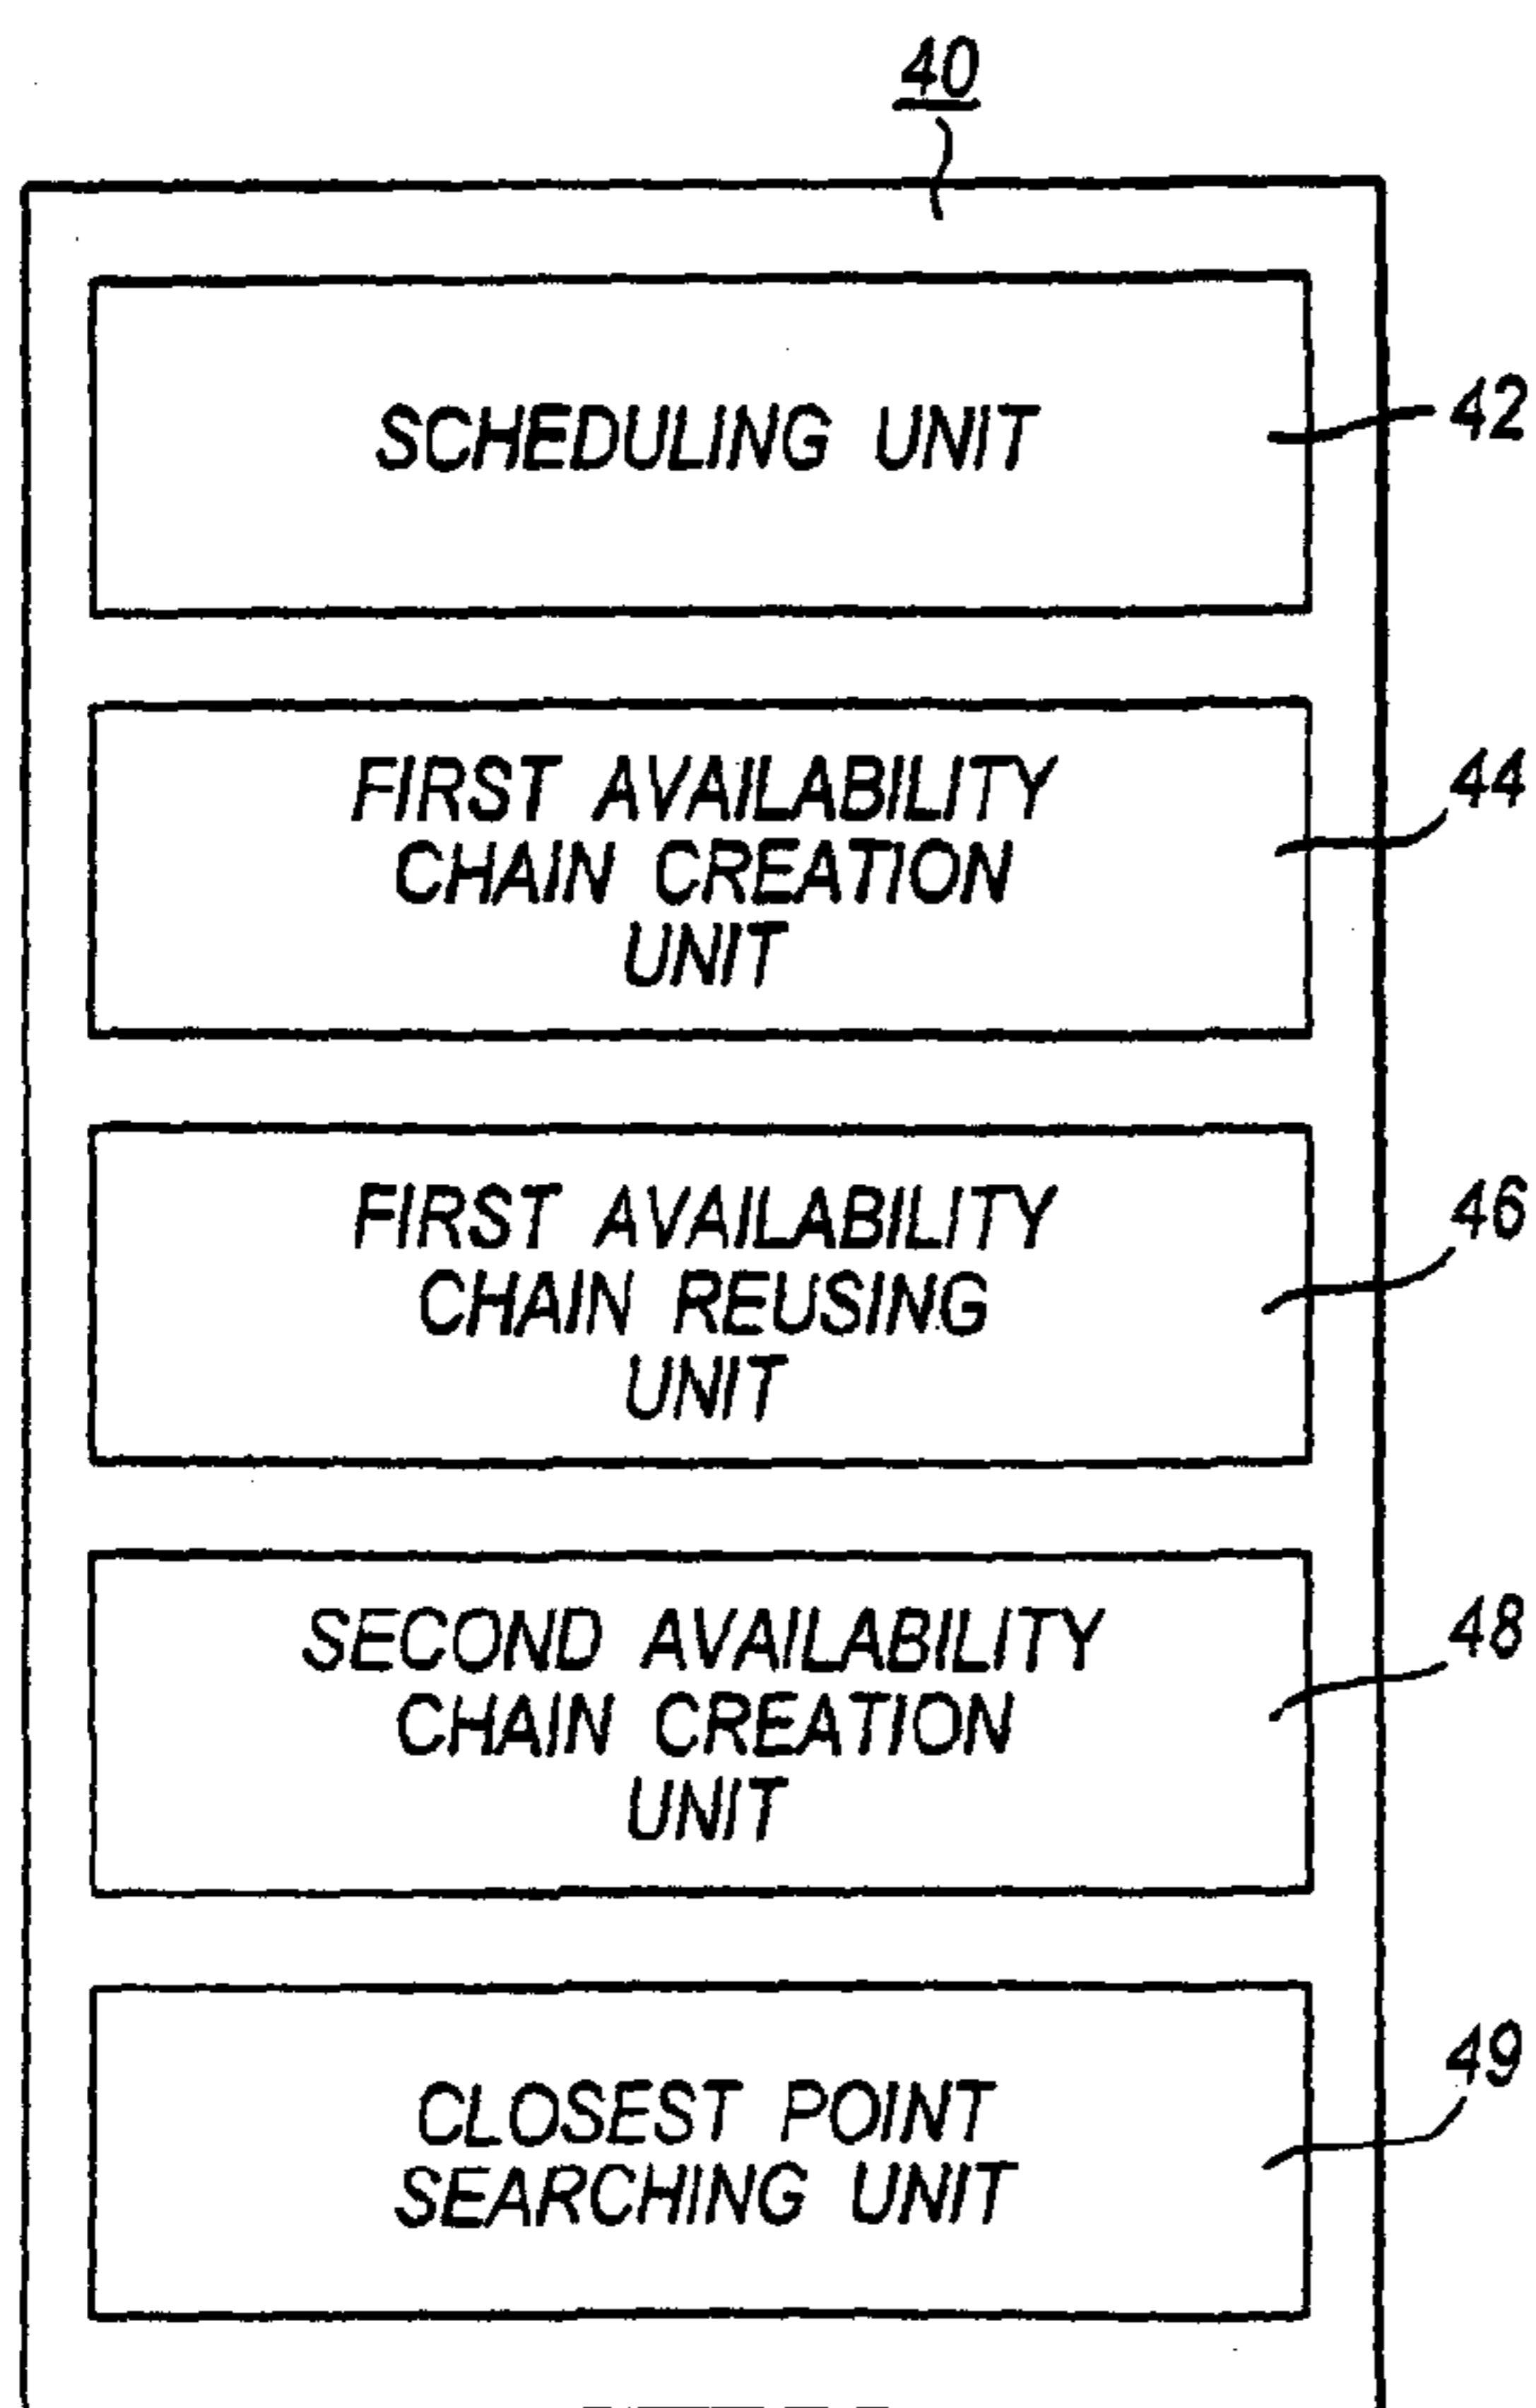 40
SCHEDULING UNIT
42
FIRST AVAILABILITY
CHAIN CREATION
UNIT
44
FIRST AVAILABILITY
CHAIN REUSING
UNIT
46
SECOND AVAILABILITY
CHAIN CREATION
UNIT
48
CLOSEST POINT
SEARCHING UNIT
49